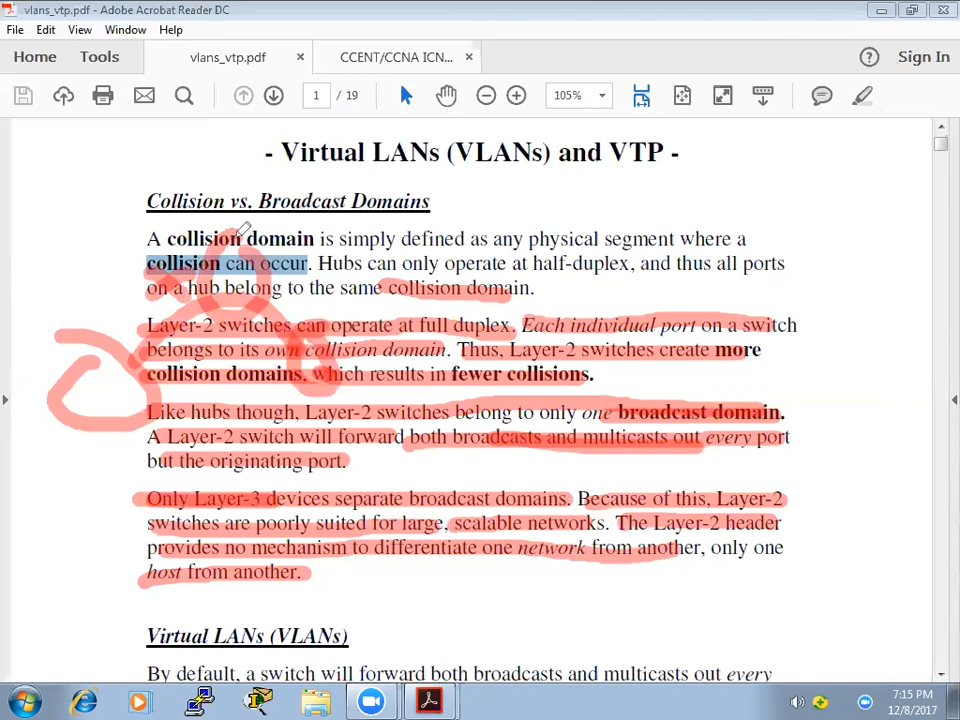 vlans_vtp.pdf - Adobe Acrobat Reader DC
File Edit View Window Help
Home Tools vlans_vtp.pdf × CCENT/CCNA ICN... × ? Sign In
1 / 19 105%
- Virtual LANs (VLANs) and VTP -
Collision vs. Broadcast Domains
A collision domain is simply defined as any physical segment where a
collision can occur. Hubs can only operate at half-duplex, and thus all ports
on a hub belong to the same collision domain.
Layer-2 switches can operate at full duplex. Each individual port on a switch
belongs to its own collision domain. Thus, Layer-2 switches create more
collision domains, which results in fewer collisions.
Like hubs though, Layer-2 switches belong to only one broadcast domain.
A Layer-2 switch will forward both broadcasts and multicasts out every port
but the originating port.
Only Layer-3 devices separate broadcast domains. Because of this, Layer-2
switches are poorly suited for large, scalable networks. The Layer-2 header
provides no mechanism to differentiate one network from another, only one
host from another.
Virtual LANs (VLANs)
By default, a switch will forward both broadcasts and multicasts out every
7:15 PM
12/8/2017